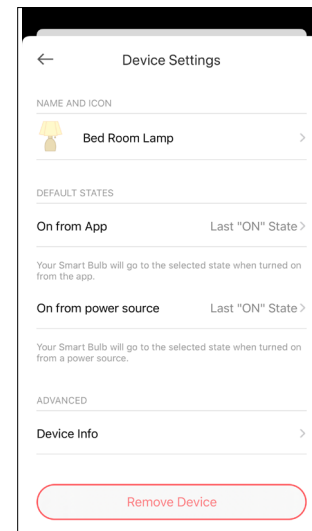 Device Settings
NAME AND ICON
Bed Room Lamp
DEFAULT STATES
On from App Last "ON" State
Your Smart Bulb will go to the selected state when turned on
from the app.
On from power source Last "ON" State
Your Smart Bulb will go to the selected state when turned on
from a power source.
ADVANCED
Device Info
Remove Device